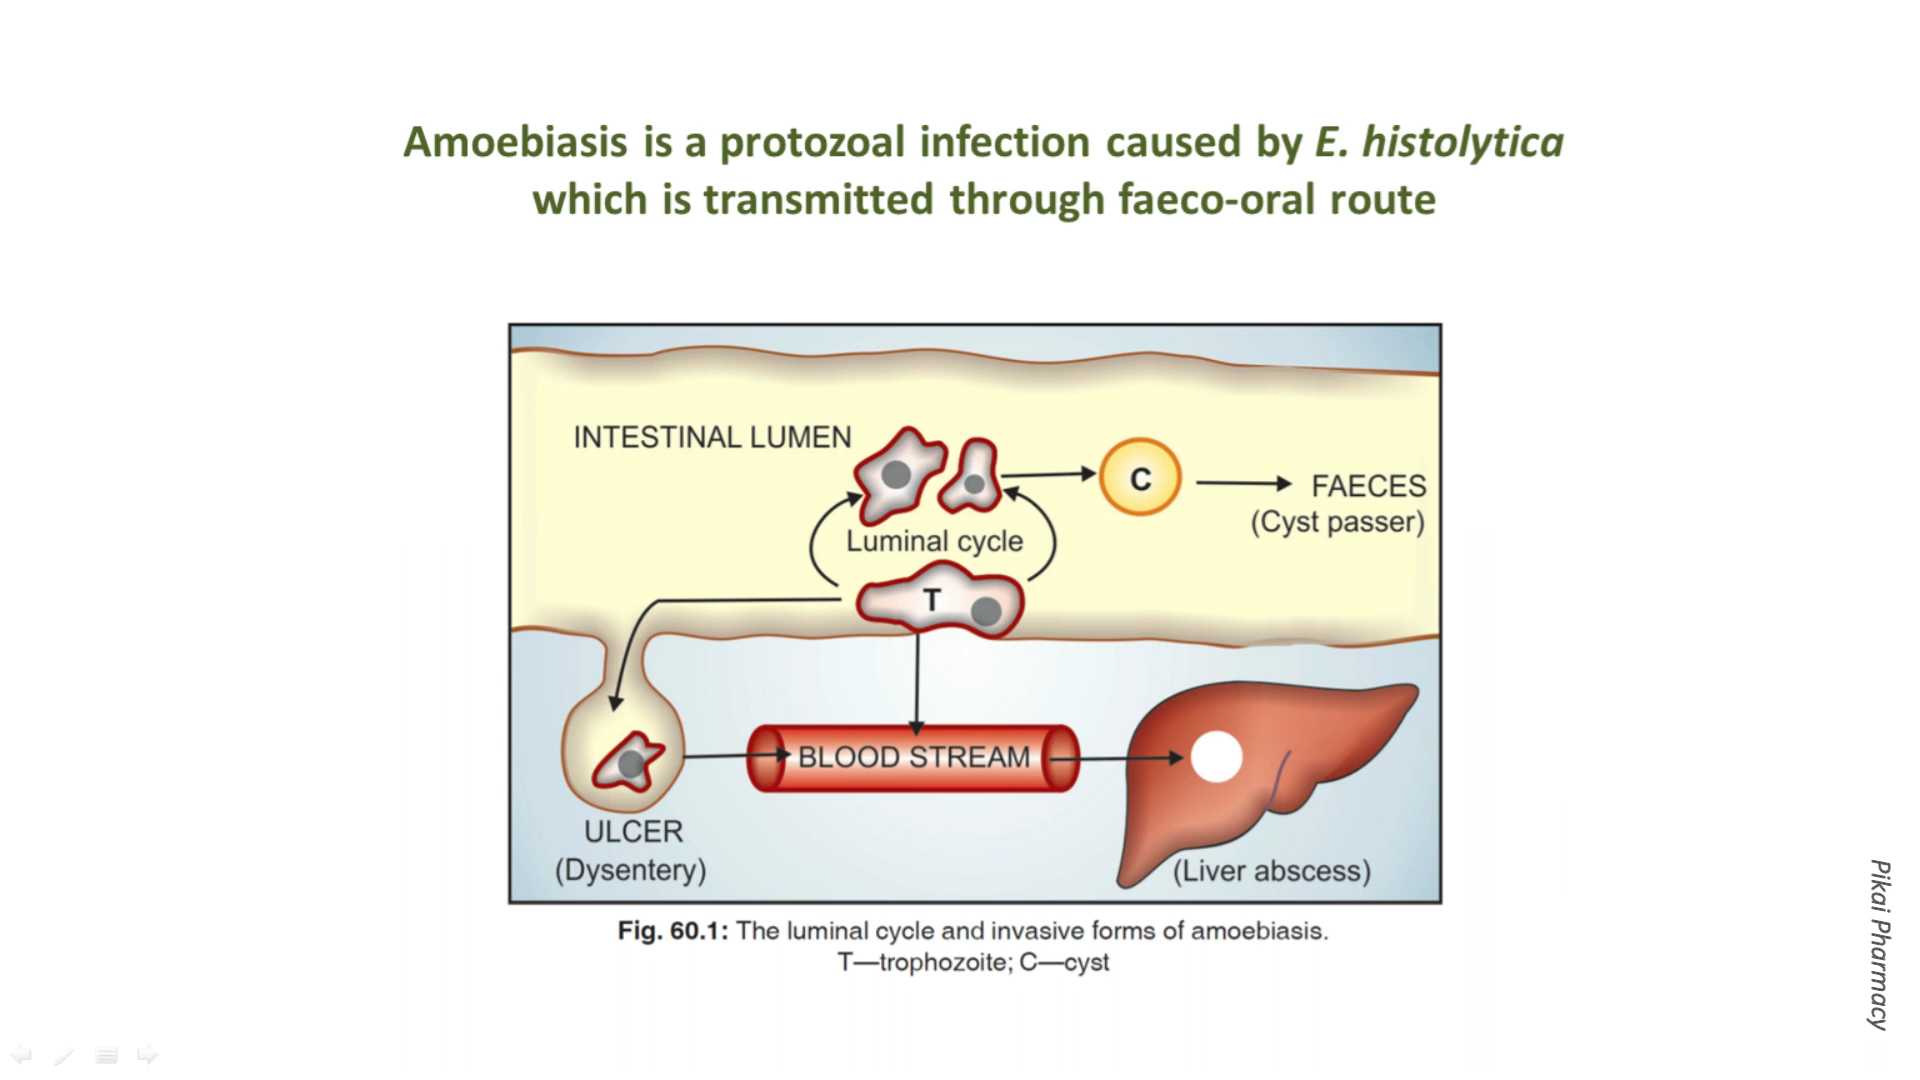 Amoebiasis is a protozoal infection caused by E. histolytica
which is transmitted through faeco-oral route
INTESTINAL LUMEN
C
FAECES
(Cyst passer)
Luminal cycle
T
BLOOD STREAM
ULCER
(Dysentery)
(Liver abscess)
Fig. 60.1: The luminal cycle and invasive forms of amoebiasis.
T—trophozoite; C—cyst
Pikai Pharmacy